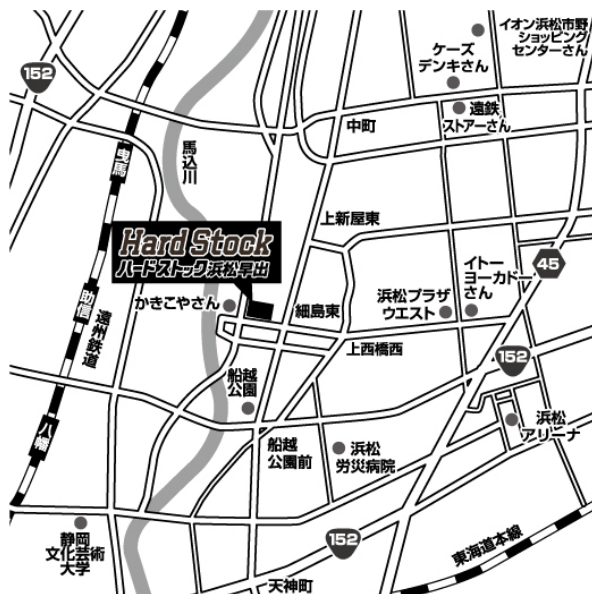 イオン浜松市野
ショッピング
センターさん
ケーズ
デンキさん
152
遠鉄
ストアーさん
中町
曳馬
馬込川
上新屋東
Hard Stock
ハードストック浜松早出
イトー
ヨーカドー
さん
45
助信
遠州鉄道
かきこやさん
細島東
浜松プラザ
ウエスト
上西橋西
152
船越
公園
八幡
船越
公園前
浜松
労災病院
浜松
アリーナ
静岡
文化芸術
大学
152
東海道本線
天神町